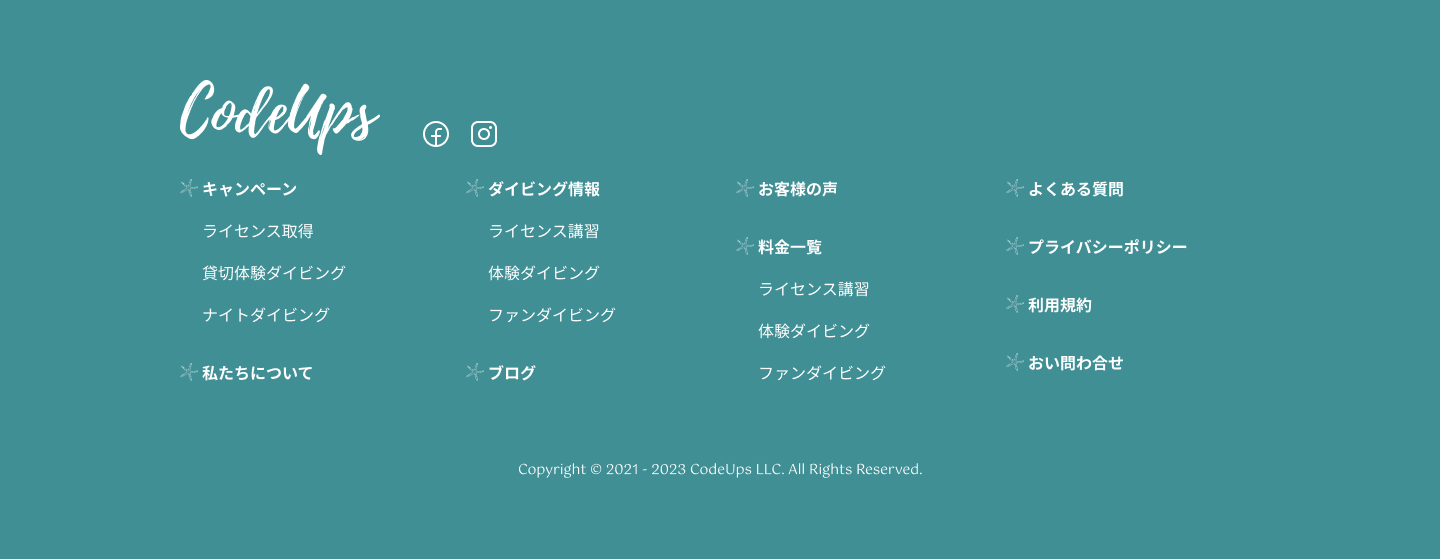 CodeUps
キャンペーン
ライセンス取得
貸切体験ダイビング
ナイトダイビング
私たちについて
ダイビング情報
ライセンス講習
体験ダイビング
ファンダイビング
ブログ
お客様の声
料金一覧
ライセンス講習
体験ダイビング
ファンダイビング
よくある質問
プライバシーポリシー
利用規約
おい問わ合せ
Copyright © 2021 - 2023 CodeUps LLC. All Rights Reserved.